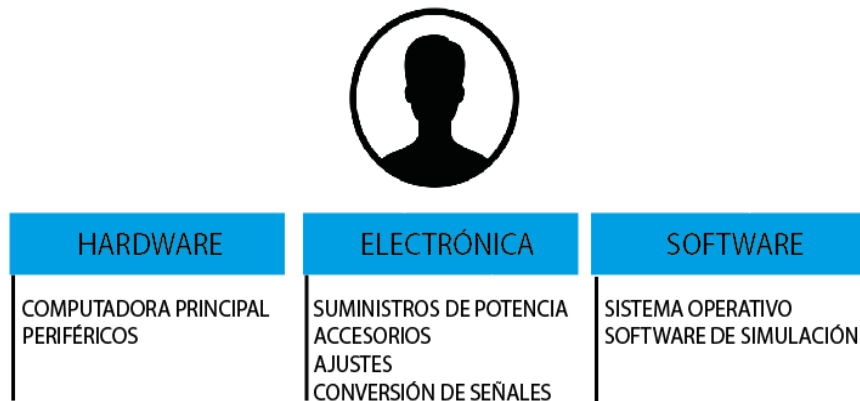 HARDWARE
COMPUTADORA PRINCIPAL
PERIFÉRICOS
ELECTRÓNICA
SUMINISTROS DE POTENCIA
ACCESORIOS
AJUSTES
CONVERSIÓN DE SEÑALES
SOFTWARE
SISTEMA OPERATIVO
SOFTWARE DE SIMULACIÓN